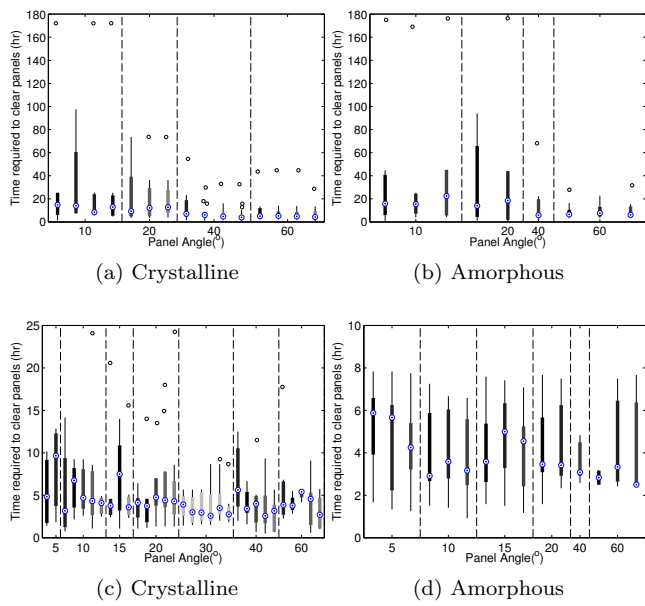 Time required to clear panels (hr)
180
160
140
120
100
80
60
40
20
0
10 20 40 60
Panel Angle(°)
(a) Crystalline
Time required to clear panels (hr)
180
160
140
120
100
80
60
40
20
0
10 20 40 60
Panel Angle(°)
(b) Amorphous
Time required to clear panels (hr)
25
20
15
10
5
0
5 10 15 20 30 40 60
Panel Angle(°)
(c) Crystalline
Time required to clear panels (hr)
10
8
6
4
2
0
5 10 15 20 40 60
Panel Angle(°)
(d) Amorphous